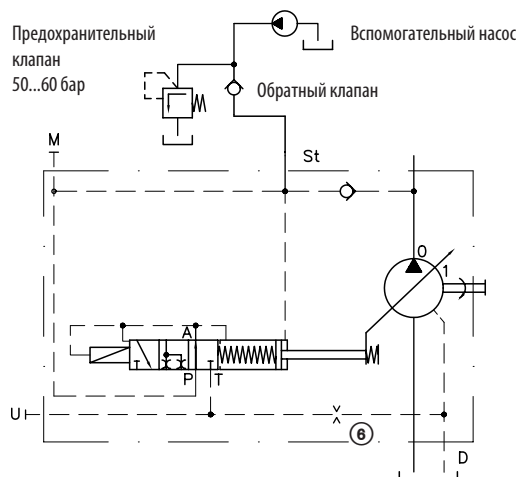 Предохранительный
клапан
50...60 бар
Вспомогательный насос
Обратный клапан
M
St
0
1
A
P
T
U
6
D